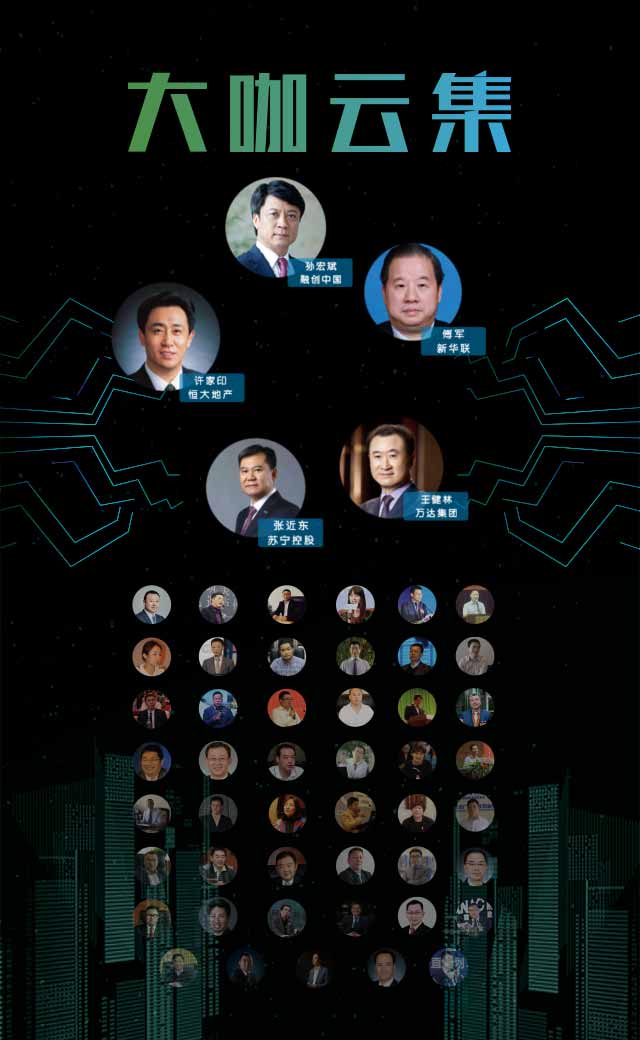 大咖云集
孙宏斌
融创中国
傅军
新华联
许家印
恒大地产
王健林
万达集团
张近东
苏宁控股